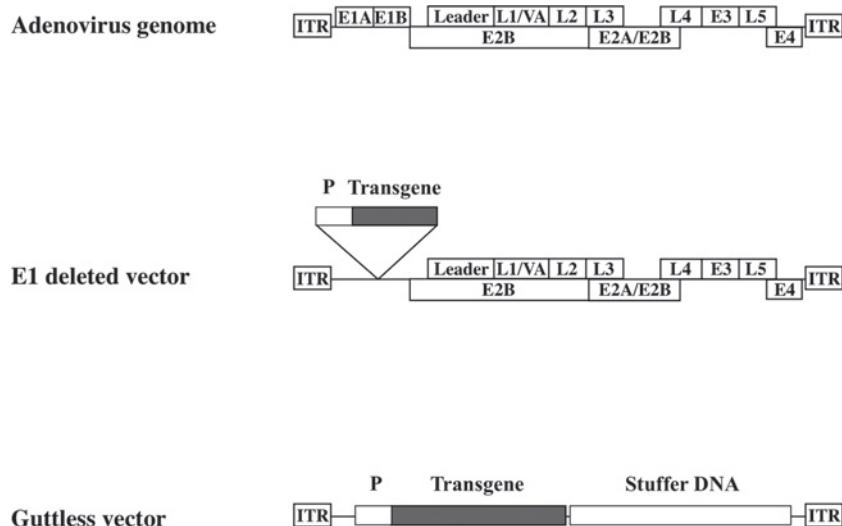 Adenovirus genome
ITR E1A E1B Leader L1/VA L2 L3 L4 E3 L5 ITR
E2B E2A/E2B E4
P Transgene
E1 deleted vector
ITR Leader L1/VA L2 L3 L4 E3 L5 ITR
E2B E2A/E2B E4
P Transgene Stuffer DNA
Guttless vector
ITR ITR